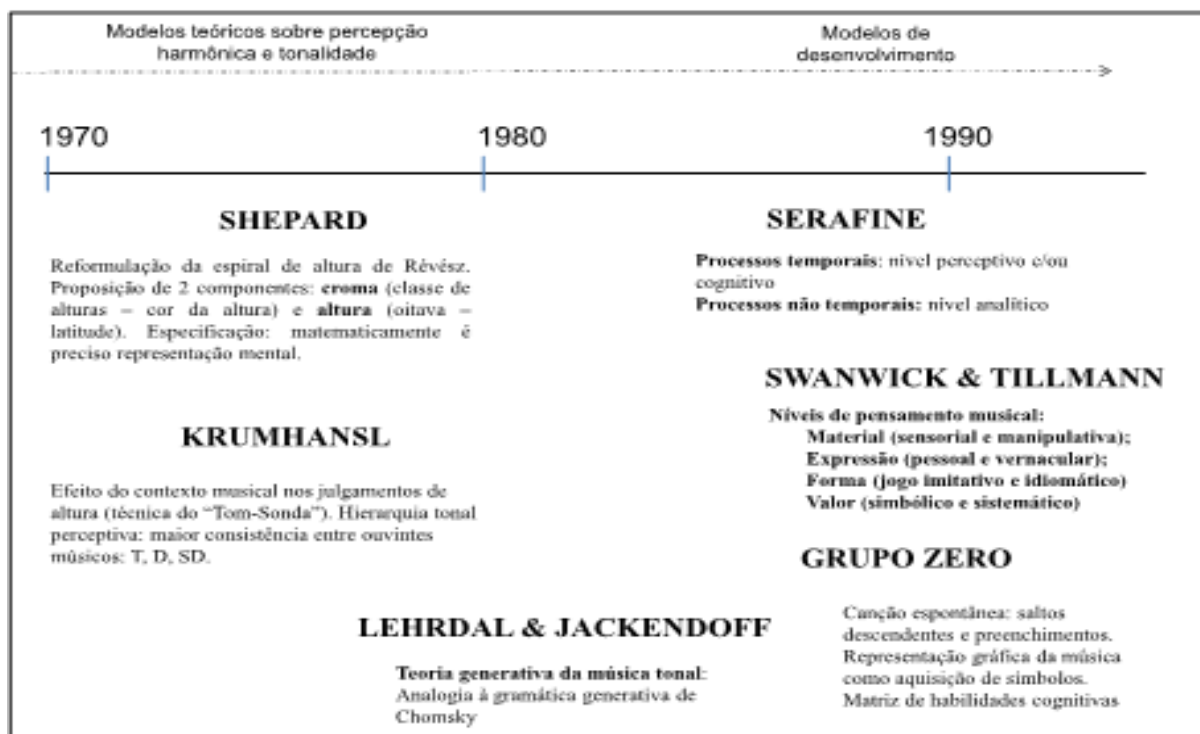 Modelos teóricos sobre percepção
harmônica e tonalidade
Modelos de
desenvolvimento
1970
1980
1990
SHEPARD
Reformulação da espiral de altura de Révész.
Proposição de 2 componentes: croma (classe de
alturas – cor da altura) e altura (oitava –
latitude). Especificação: matematicamente é
preciso representação mental.
KRUMHANSL
Efeito do contexto musical nos julgamentos de
altura (técnica do “Tom-Sonda”). Hierarquia tonal
perceptiva: maior consistência entre ouvintes
músicos: T, D, SD.
LEHRDAL & JACKENDOFF
Teoria generativa da música tonal:
Analogia à gramática generativa de
Chomsky
SERAFINE
Processos temporais: nível perceptivo e/ou
cognitivo
Processos não temporais: nível analítico
SWANWICK & TILLMANN
Níveis de pensamento musical:
Material (sensorial e manipulativa);
Expressão (pessoal e vernacular);
Forma (jogo imitativo e idiomático)
Valor (simbólico e sistemático)
GRUPO ZERO
Canção espontânea: saltos
descendentes e preenchimentos.
Representação gráfica da música
como aquisição de símbolos.
Matriz de habilidades cognitivas